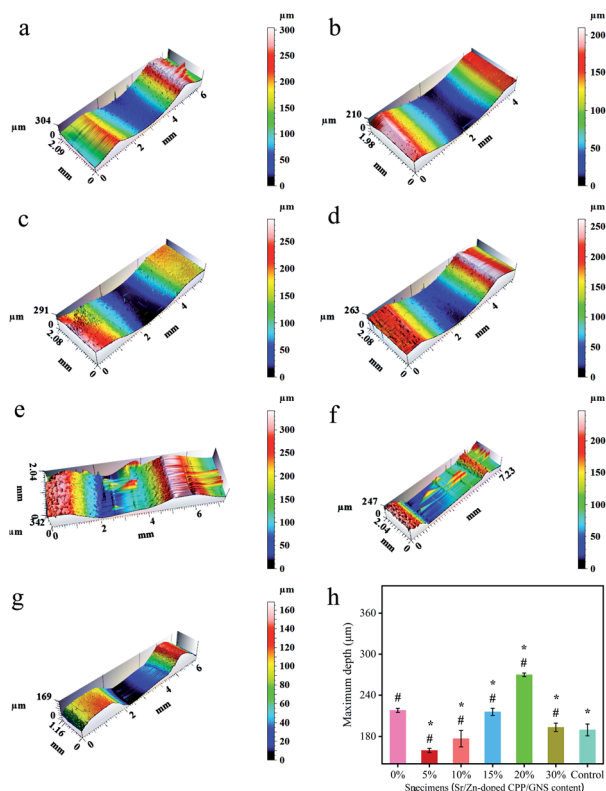 a
µm
300
250
200
150
100
50
0
µm
304
0
2.09
mm
0
0
2
mm
4
6
b
µm
200
150
100
50
0
µm
210
0
1.98
mm
0
0
2
mm
4
c
µm
250
200
150
100
50
0
µm
291
0
2.08
mm
0
0
2
mm
4
d
µm
250
200
150
100
50
0
µm
263
0
2.08
mm
0
0
2
mm
4
e
µm
300
250
200
150
100
50
0
2.04
mm
0
342
µm
0
0
2
mm
4
6
f
µm
200
150
100
50
0
µm
247
0
2.04
mm
0
0
mm
7.23
g
µm
160
140
120
100
80
60
40
20
0
µm
169
0
1.16
mm
0
0
2
mm
4
6
h
Maximum depth (µm)
360
300
240
180
#
* #
* #
* #
* #
* #
*
0% 5% 10% 15% 20% 30% Control
Specimens (Sr/Zn-doped CPP/GNS content)